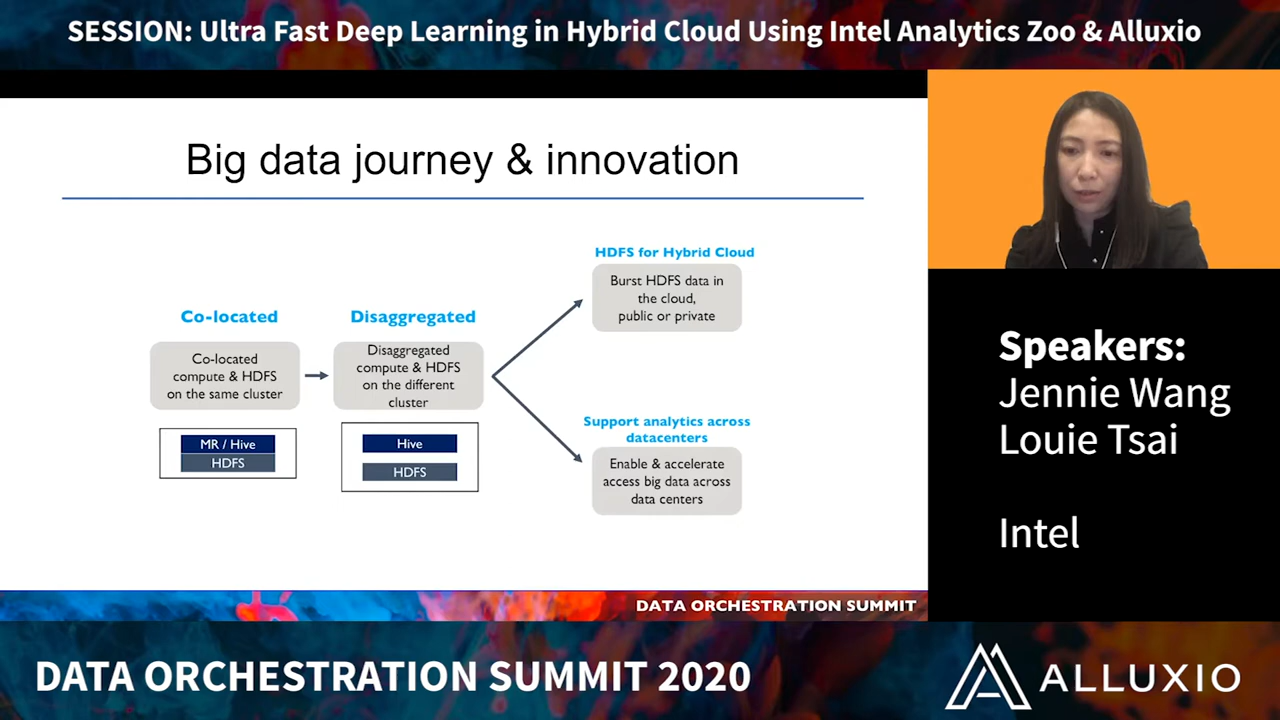 SESSION: Ultra Fast Deep Learning in Hybrid Cloud Using Intel Analytics Zoo & Alluxio
Big data journey & innovation
Co-located
Co-located
compute & HDFS
on the same cluster
MR / Hive
HDFS
Disaggregated
Disaggregated
compute & HDFS
on the different
cluster
Hive
HDFS
HDFS for Hybrid Cloud
Burst HDFS data in
the cloud,
public or private
Support analytics across
datacenters
Enable & accelerate
access big data across
data centers
DATA ORCHESTRATION SUMMIT
Speakers:
Jennie Wang
Louie Tsai
Intel
DATA ORCHESTRATION SUMMIT 2020
ALLUXIO